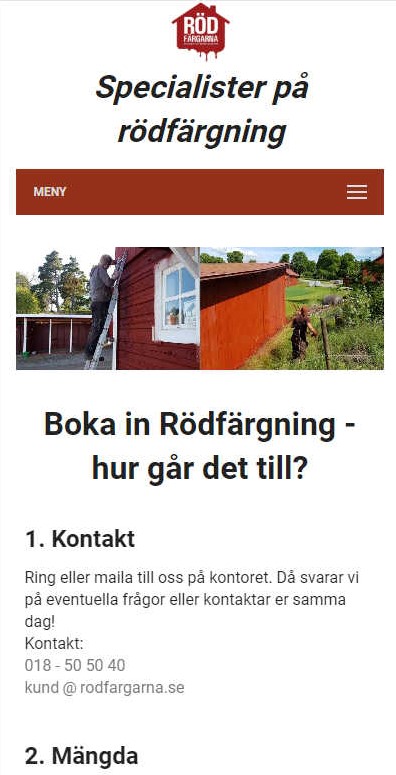 RÖD
FÄRGARNA
Specialister på
rödfärgning
MENY
Boka in Rödfärgning -
hur går det till?
1. Kontakt
Ring eller maila till oss på kontoret. Då svarar vi
på eventuella frågor eller kontaktar er samma
dag!
Kontakt:
018 - 50 50 40
kund @ rodfargarna.se
2. Mängda